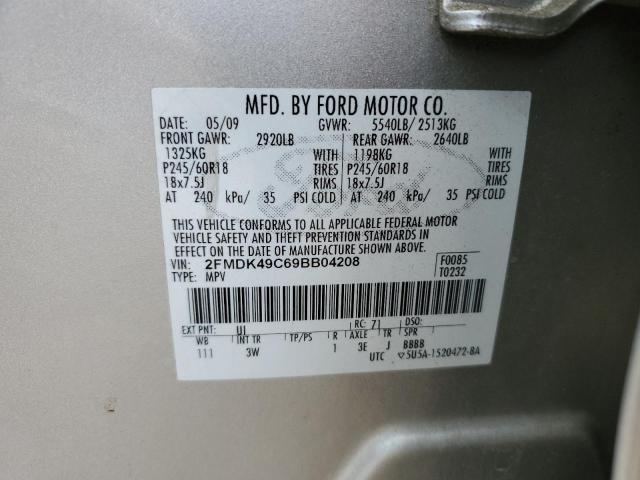 MFD. BY FORD MOTOR CO.
DATE: 05/09 GVWR: 5540LB/ 2513KG
FRONT GAWR: 2920LB REAR GAWR: 2640LB
1325KG WITH 1198KG WITH
P245/60R18 TIRES P245/60R18 TIRES
18x7.5J RIMS 18x7.5J RIMS
AT 240 kPa/ 35 PSI COLD AT 240 kPa/ 35 PSI COLD
THIS VEHICLE CONFORMS TO ALL APPLICABLE FEDERAL MOTOR
VEHICLE SAFETY AND THEFT PREVENTION STANDARDS IN
EFFECT ON THE DATE OF MANUFACTURE SHOWN ABOVE.
VIN: 2FMDK49C69BB04208 F0085
TYPE: MPV T0232
EXT PNT: UI RC: 71 DSO:
WB INT TR TP/PS R AXLE TR SPR
111 3W 1 3E J BBBB
UTC ▽5U5A-1520472-BA